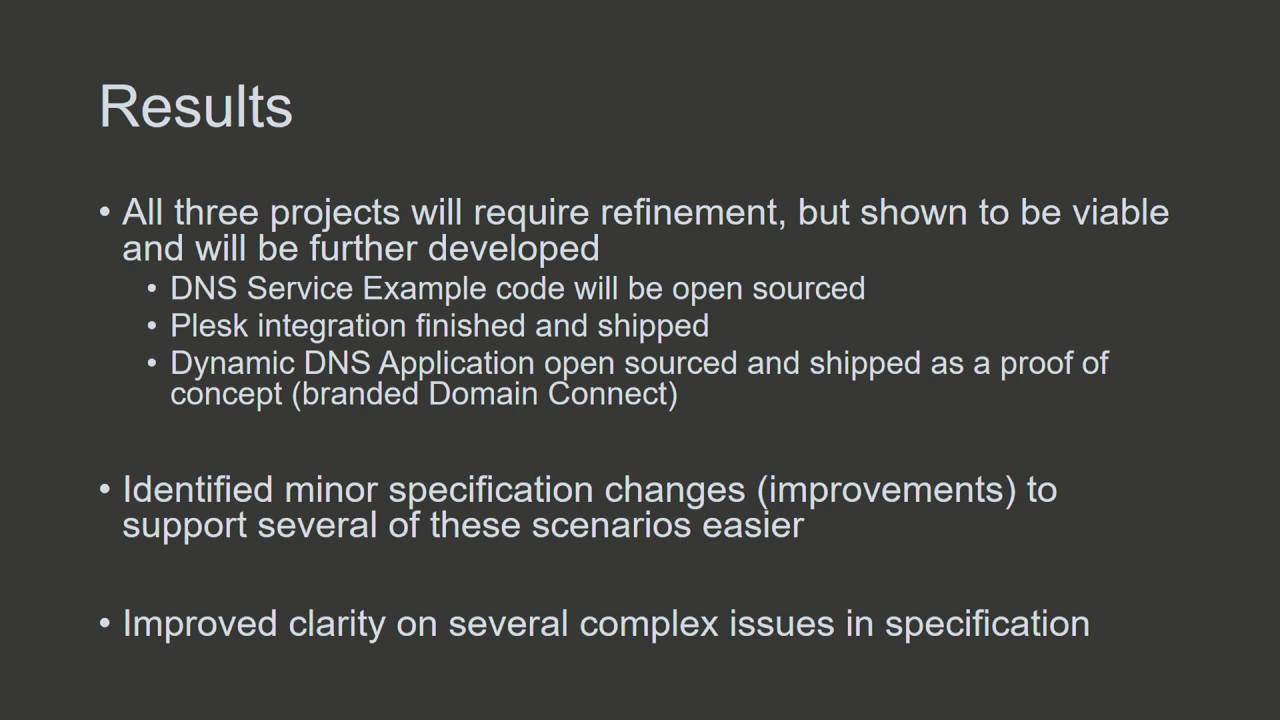 Results
• All three projects will require refinement, but shown to be viable
and will be further developed
• DNS Service Example code will be open sourced
• Plesk integration finished and shipped
• Dynamic DNS Application open sourced and shipped as a proof of
concept (branded Domain Connect)
• Identified minor specification changes (improvements) to
support several of these scenarios easier
• Improved clarity on several complex issues in specification